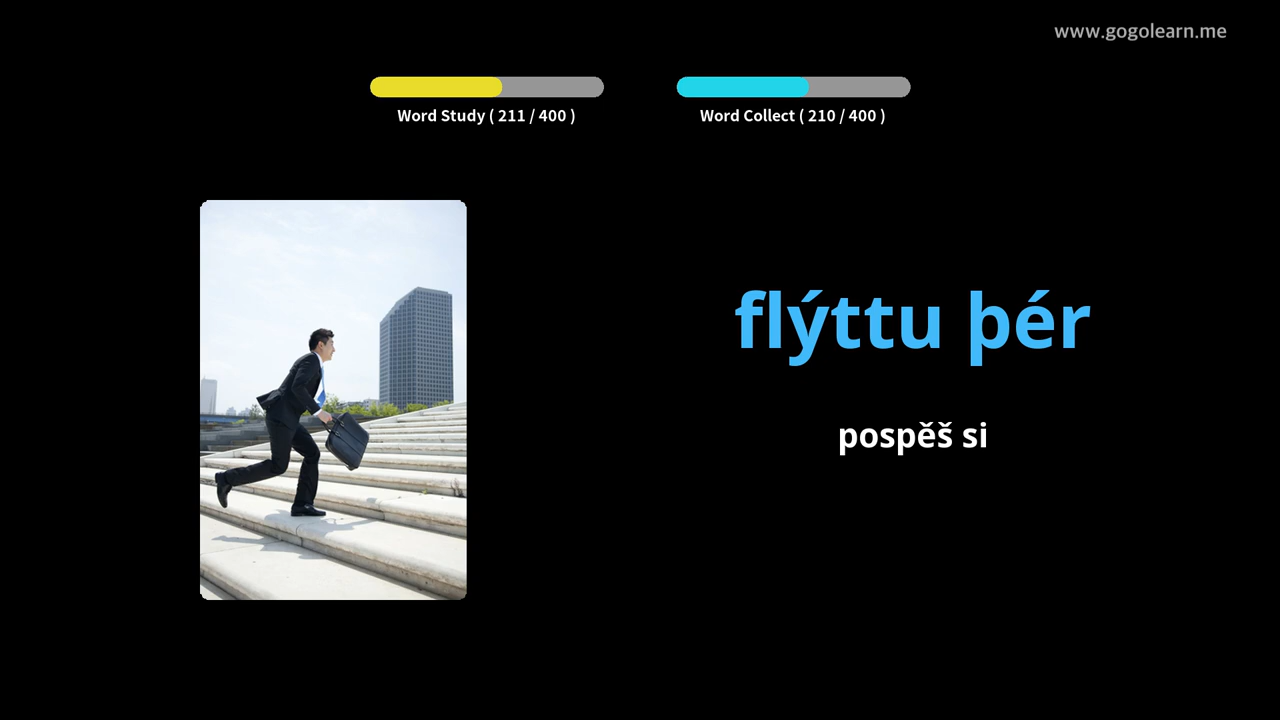 www.gogolearn.me
Word Study ( 211 / 400 )
Word Collect ( 210 / 400 )
flýttu þér
pospěš si